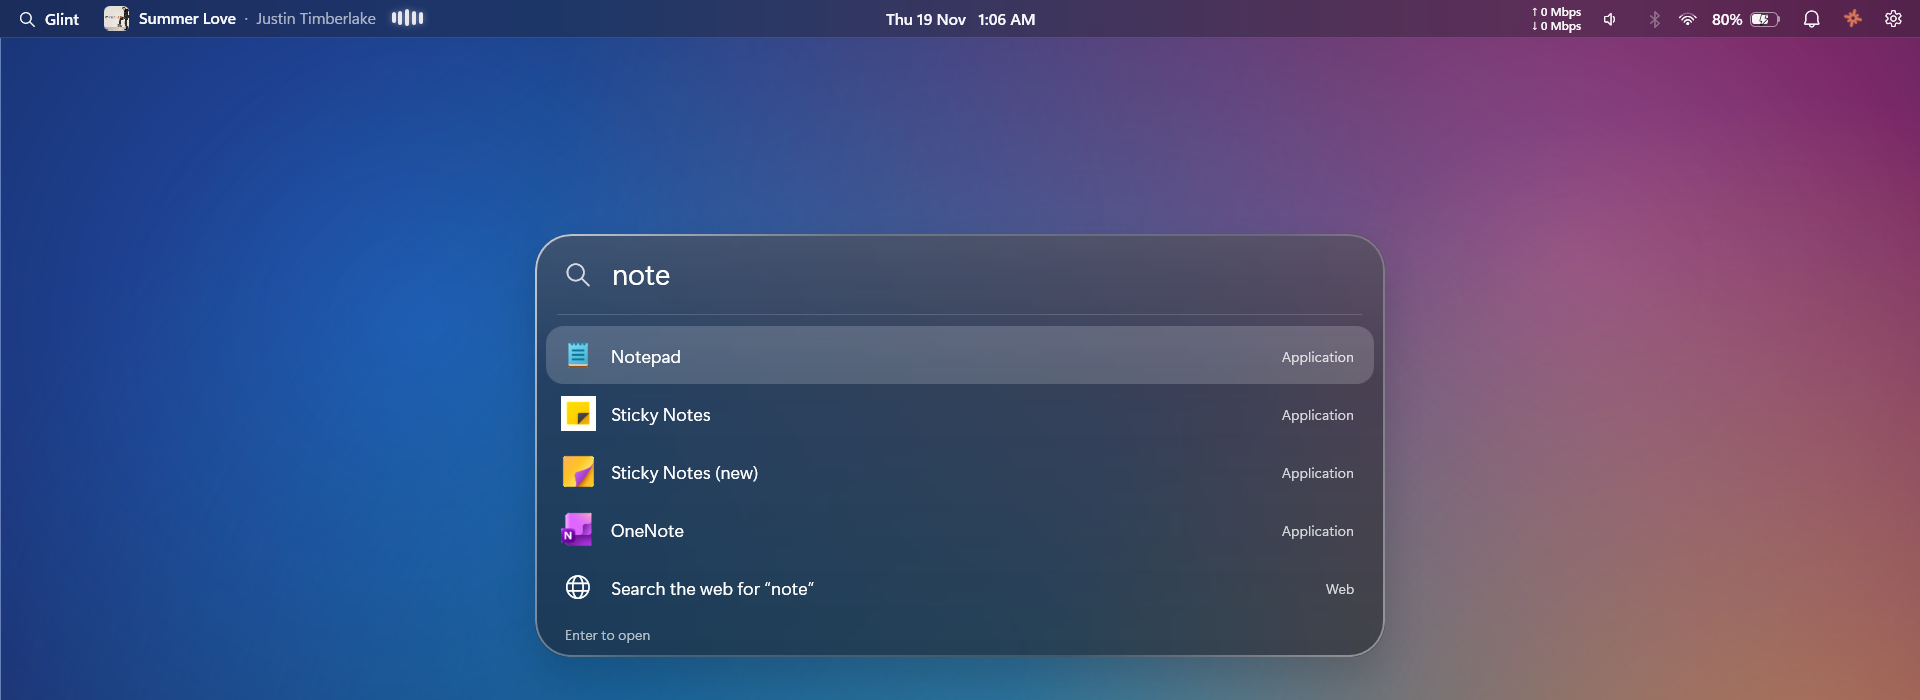 Glint
Summer Love · Justin Timberlake
Thu 19 Nov 1:06 AM
↑ 0 Mbps
↓ 0 Mbps
80%
note
Notepad Application
Sticky Notes Application
Sticky Notes (new) Application
N
OneNote Application
Search the web for “note” Web
Enter to open